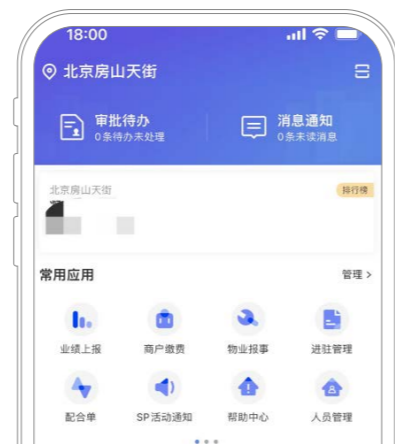 18:00
北京房山天街
审批待办
0条待办未处理
消息通知
0条未读消息
北京房山天街
排行榜
常用应用
管理 >
业绩上报
商户缴费
物业报事
进驻管理
配合单
SP活动通知
帮助中心
人员管理